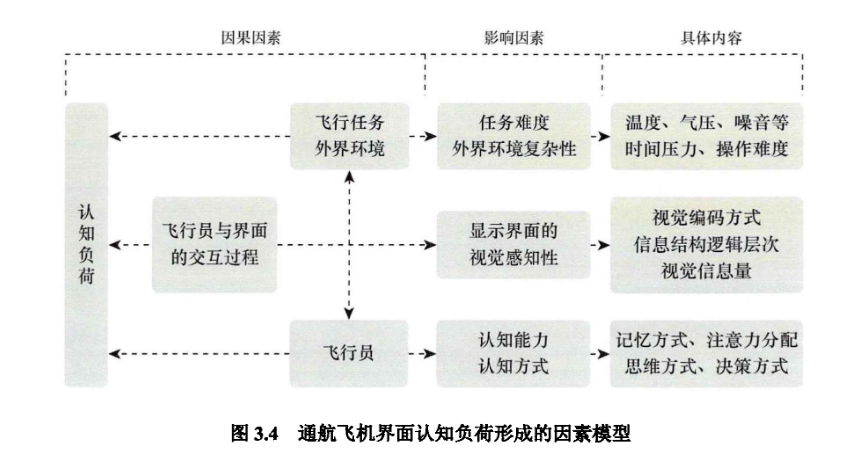 因果因素
影响因素
具体内容
认知负荷
飞行任务
外界环境
任务难度
外界环境复杂性
温度、气压、噪音等
时间压力、操作难度
飞行员与界面
的交互过程
显示界面的
视觉感知性
视觉编码方式
信息结构逻辑层次
视觉信息量
飞行员
认知能力
认知方式
记忆方式、注意力分配
思维方式、决策方式
图 3.4 通航飞机界面认知负荷形成的因素模型